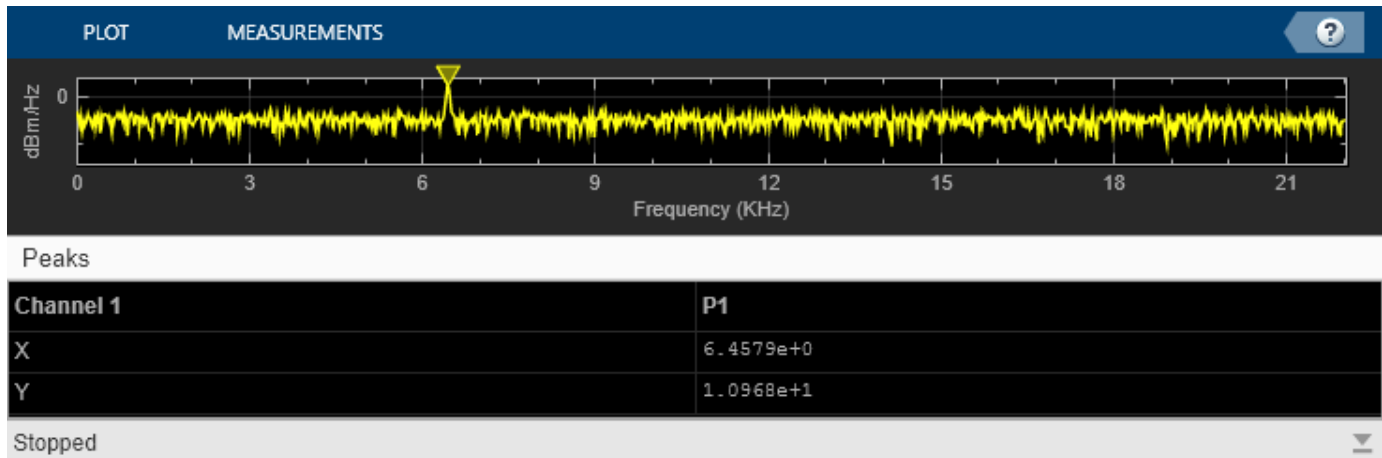 PLOT MEASUREMENTS ?
dBm/Hz
0
0 3 6 9 12 15 18 21
Frequency (KHz)
Peaks
Channel 1 P1
X 6.4579e+0
Y 1.0968e+1
Stopped